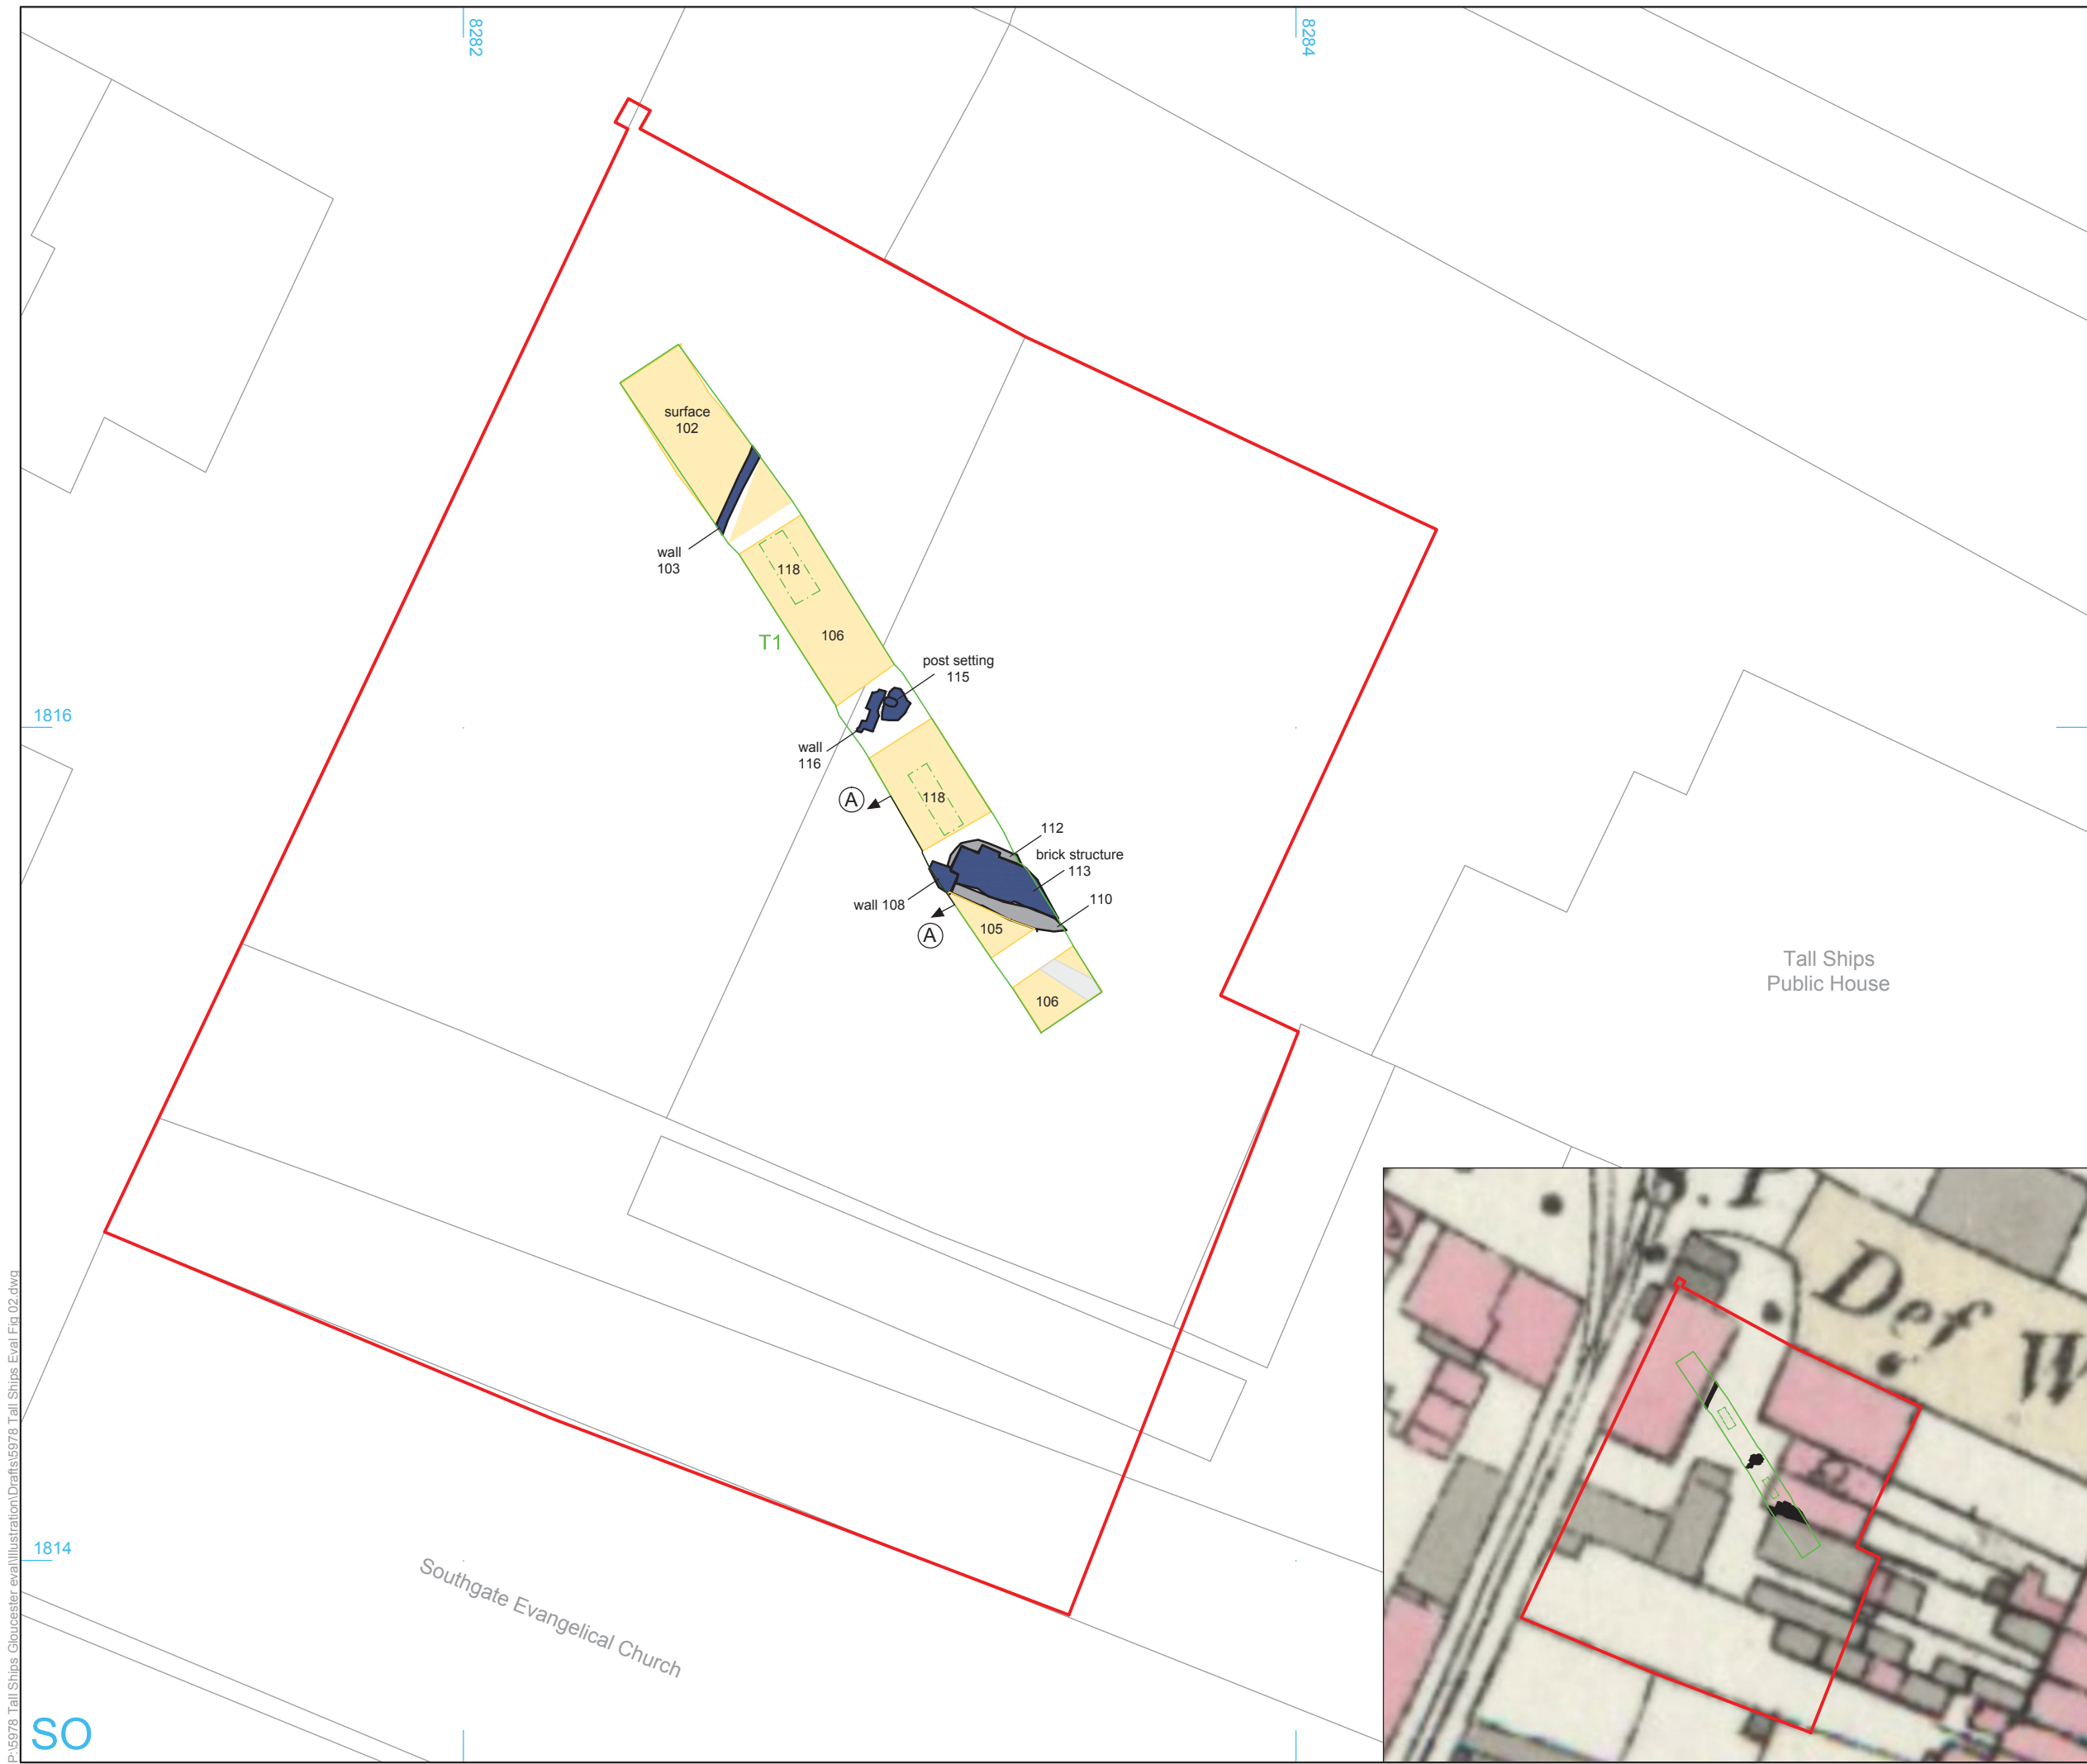 8282
8284
surface
102
wall
103
118
106
T1
post setting
115
1816
wall
116
A
118
112
brick structure
113
wall 108
110
A
105
106
Tall Ships
Public House
Def W
1814
Southgate Evangelical Church
SO
P:\5978 Tall Ships Gloucester eval\Illustration\Drafts\5978 Tall Ships Eval Fig 02.dwg